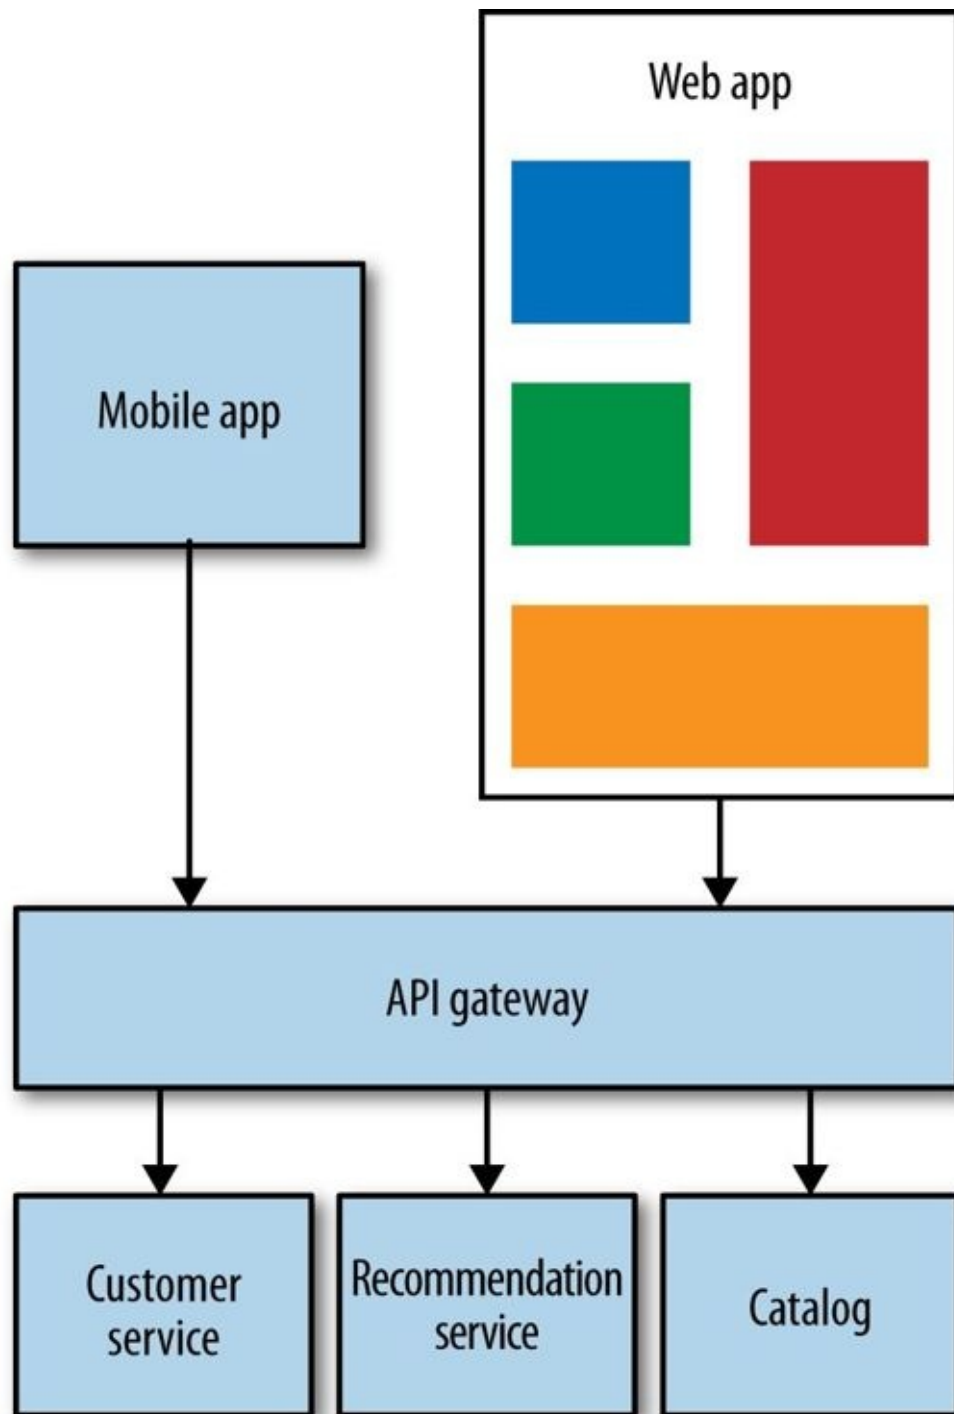 Web app
Mobile app
API gateway
Customer
service
Recommendation
service
Catalog